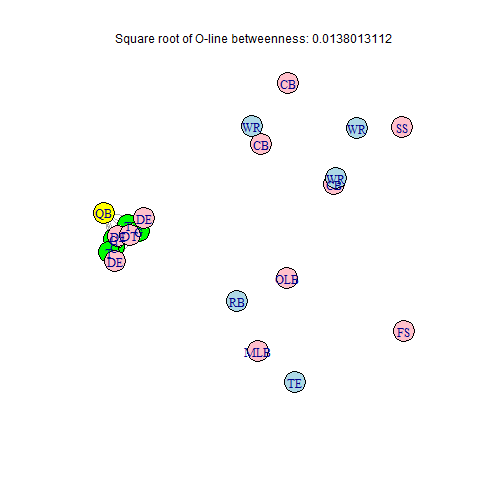 Square root of O-line betweenness: 0.0138013112
CB
WR
WR
SS
CB
WR
CB
QB
DE
T
G
DT
DT
DE
OLB
RB
FS
MLB
TE